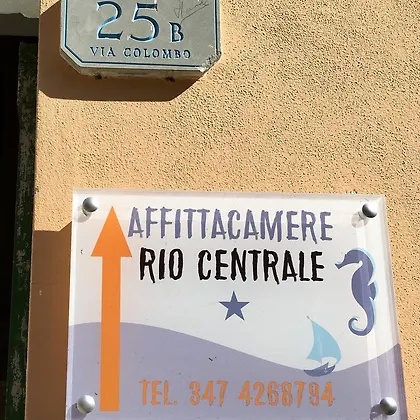 25 B
VIA COLOMBO
AFFITTACAMERE
RIO CENTRALE
TEL. 347 4268794